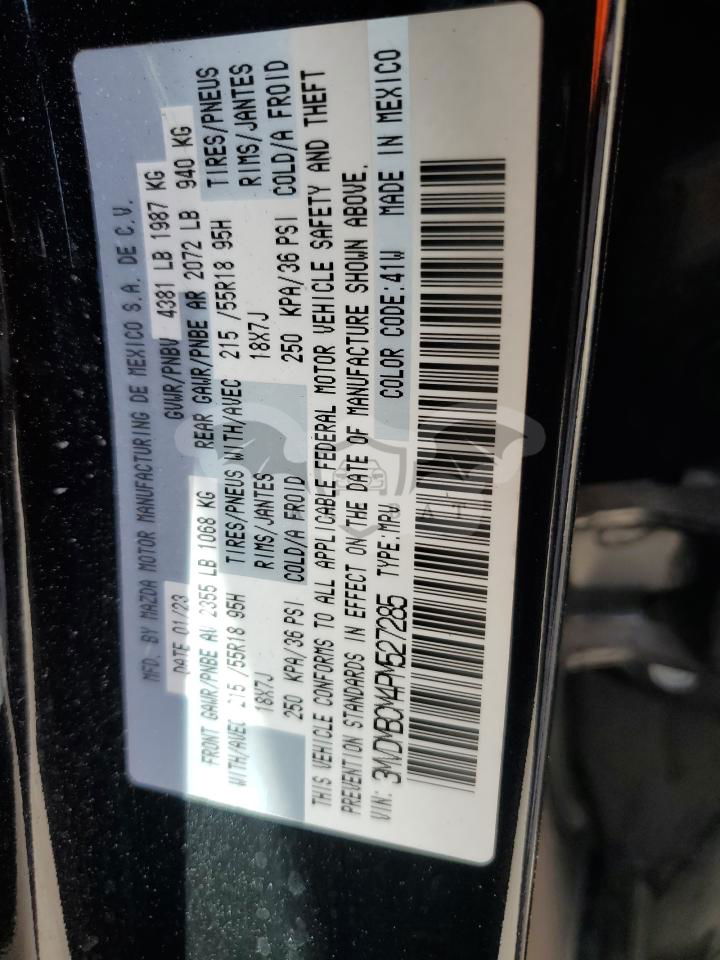 MFD. BY MAZDA MOTOR MANUFACTURING DE MEXICO S.A. DE C.V.
DATE 01/23 GVWR/PNBV 4381 LB 1987 KG
FRONT GAWR/PNBE AV 2355 LB 1068 KG REAR GAWR/PNBE AR 2072 LB 940 KG
WITH/AVEC 215 /55R18 95H TIRES/PNEUS WITH/AVEC 215 /55R18 95H TIRES/PNEUS
18X7J RIMS/JANTES 18X7J RIMS/JANTES
250 KPA/36 PSI COLD/A FROID 250 KPA/36 PSI COLD/A FROID
THIS VEHICLE CONFORMS TO ALL APPLICABLE FEDERAL MOTOR VEHICLE SAFETY AND THEFT
PREVENTION STANDARDS IN EFFECT ON THE DATE OF MANUFACTURE SHOWN ABOVE.
VIN: 3MVDMBCM4PM527285 TYPE:MPV COLOR CODE:41W MADE IN MEXICO